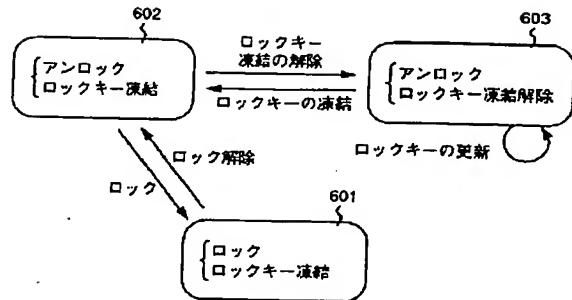 602
アンロック
ロックキー凍結
ロックキー
凍結の解除
ロックキーの凍結
603
アンロック
ロックキー凍結解除
ロックキーの更新
ロック解除
ロック
601
ロック
ロックキー凍結